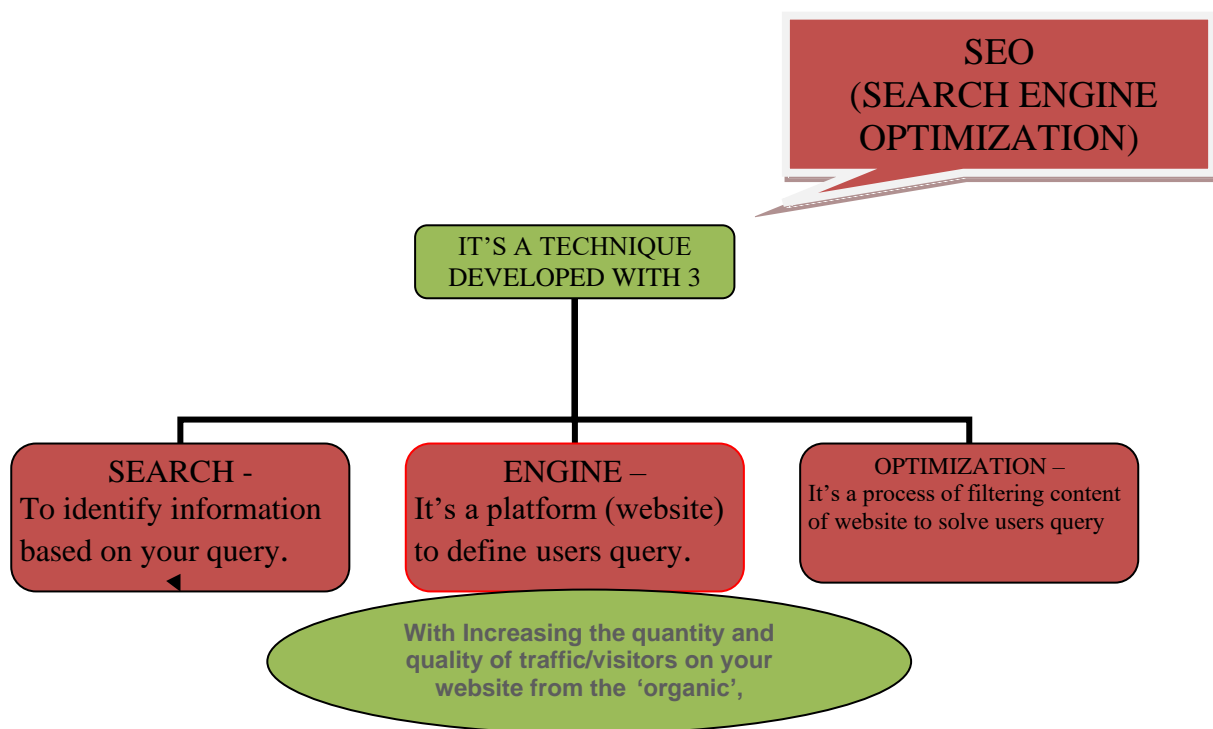 SEO
(SEARCH ENGINE
OPTIMIZATION)
IT’S A TECHNIQUE
DEVELOPED WITH 3
SEARCH -
To identify information
based on your query.
ENGINE –
It’s a platform (website)
to define users query.
OPTIMIZATION –
It’s a process of filtering content
of website to solve users query
With Increasing the quantity and
quality of traffic/visitors on your
website from the ‘organic’,